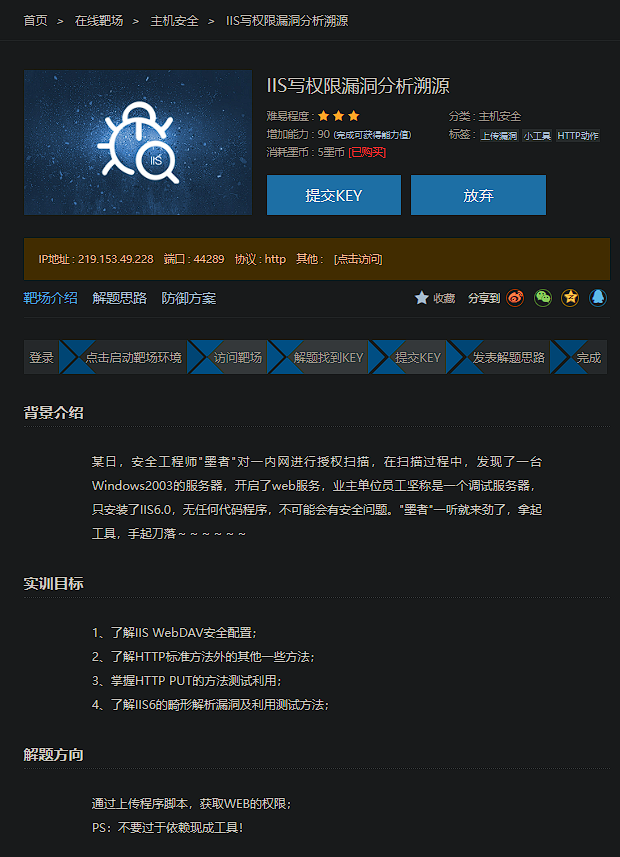 首页 > 在线靶场 > 主机安全 > IIS写权限漏洞分析溯源
IIS
IIS写权限漏洞分析溯源
难易程度 : ★ ★ ★
分类 : 主机安全
增加能力 : 90 (完成可获得能力值)
标签 : 上传漏洞 小工具 HTTP动作
消耗墨币 : 5墨币 [已购买]
提交KEY
放弃
IP地址 : 219.153.49.228 端口 : 44289 协议 : http 其他 : [点击访问]
靶场介绍 解题思路 防御方案
收藏 分享到
登录 点击启动靶场环境 访问靶场 解题找到KEY 提交KEY 发表解题思路 完成
背景介绍
某日，安全工程师"墨者"对一内网进行授权扫描，在扫描过程中，发现了一台
Windows2003的服务器，开启了web服务，业主单位员工坚称是一个调试服务器，
只安装了IIS6.0，无任何代码程序，不可能会有安全问题。"墨者"一听就来劲了，拿起
工具，手起刀落～～～～～～
实训目标
1、了解IIS WebDAV安全配置；
2、了解HTTP标准方法外的其他一些方法；
3、掌握HTTP PUT的方法测试利用；
4、了解IIS6的畸形解析漏洞及利用测试方法；
解题方向
通过上传程序脚本，获取WEB的权限；
PS：不要过于依赖现成工具！